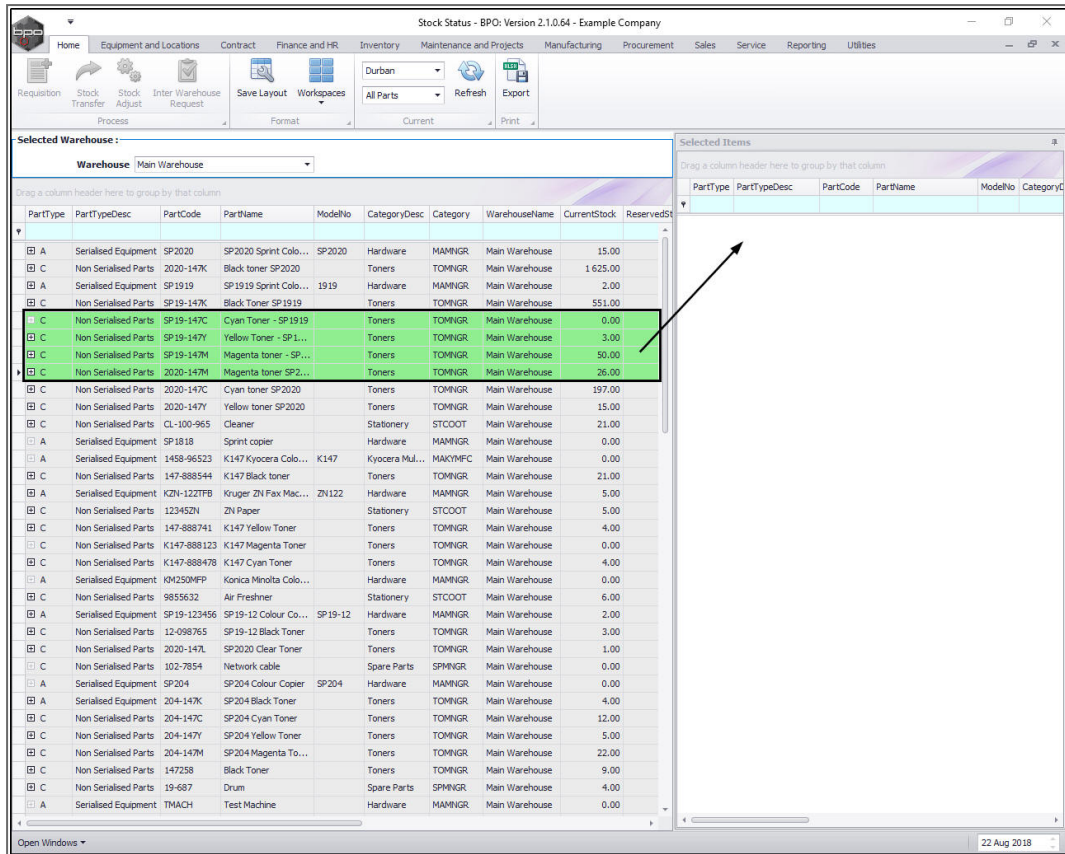 Stock Status - BPO: Version 2.1.0.64 - Example Company
bpo
Home Equipment and Locations Contract Finance and HR Inventory Maintenance and Projects Manufacturing Procurement Sales Service Reporting Utilities
Requisition Stock Transfer Stock Adjust Inter Warehouse Request Save Layout Workspaces Durban All Parts Refresh Export
Process Format Current Print
Selected Warehouse :
Warehouse Main Warehouse
Drag a column header here to group by that column
PartType PartTypeDesc PartCode PartName ModelNo CategoryDesc Category WarehouseName CurrentStock ReservedSt
A Serialised Equipment SP2020 SP2020 Sprint Colo... SP2020 Hardware MAMNGR Main Warehouse 15.00
C Non Serialised Parts 2020-147K Black toner SP2020 Toners TOMNGR Main Warehouse 1 625.00
A Serialised Equipment SP1919 SP1919 Sprint Colo... 1919 Hardware MAMNGR Main Warehouse 2.00
C Non Serialised Parts SP19-147K Black Toner SP1919 Toners TOMNGR Main Warehouse 551.00
C Non Serialised Parts SP19-147C Cyan Toner - SP1919 Toners TOMNGR Main Warehouse 0.00
C Non Serialised Parts SP19-147Y Yellow Toner - SP1... Toners TOMNGR Main Warehouse 3.00
C Non Serialised Parts SP19-147M Magenta toner - SP... Toners TOMNGR Main Warehouse 50.00
C Non Serialised Parts 2020-147M Magenta toner SP2... Toners TOMNGR Main Warehouse 26.00
C Non Serialised Parts 2020-147C Cyan toner SP2020 Toners TOMNGR Main Warehouse 197.00
C Non Serialised Parts 2020-147Y Yellow toner SP2020 Toners TOMNGR Main Warehouse 15.00
C Non Serialised Parts CL-100-965 Cleaner Stationery STCOOT Main Warehouse 21.00
A Serialised Equipment SP1818 Sprint copier Hardware MAMNGR Main Warehouse 0.00
A Serialised Equipment 1458-96523 K147 Kyocera Colo... K147 Kyocera Mul... MAKYMFC Main Warehouse 0.00
C Non Serialised Parts 147-888544 K147 Black toner Toners TOMNGR Main Warehouse 21.00
A Serialised Equipment KZN-122TFB Kruger ZN Fax Mac... ZN122 Hardware MAMNGR Main Warehouse 5.00
C Non Serialised Parts 12345ZN ZN Paper Stationery STCOOT Main Warehouse 5.00
C Non Serialised Parts 147-888741 K147 Yellow Toner Toners TOMNGR Main Warehouse 4.00
C Non Serialised Parts K147-888123 K147 Magenta Toner Toners TOMNGR Main Warehouse 0.00
C Non Serialised Parts K147-888478 K147 Cyan Toner Toners TOMNGR Main Warehouse 4.00
A Serialised Equipment KM250MFP Konica Minolta Colo... Hardware MAMNGR Main Warehouse 0.00
C Non Serialised Parts 9855632 Air Freshner Stationery STCOOT Main Warehouse 6.00
A Serialised Equipment SP19-123456 SP19-12 Colour Co... SP19-12 Hardware MAMNGR Main Warehouse 2.00
C Non Serialised Parts 12-098765 SP19-12 Black Toner Toners TOMNGR Main Warehouse 3.00
C Non Serialised Parts 2020-147L SP2020 Clear Toner Toners TOMNGR Main Warehouse 1.00
C Non Serialised Parts 102-7854 Network cable Spare Parts SPMNGR Main Warehouse 0.00
A Serialised Equipment SP204 SP204 Colour Copier SP204 Hardware MAMNGR Main Warehouse 0.00
A Serialised Equipment 204-147K SP204 Black Toner Toners TOMNGR Main Warehouse 4.00
C Non Serialised Parts 204-147C SP204 Cyan Toner Toners TOMNGR Main Warehouse 12.00
C Non Serialised Parts 204-147Y SP204 Yellow Toner Toners TOMNGR Main Warehouse 5.00
C Non Serialised Parts 204-147M SP204 Magenta To... Toners TOMNGR Main Warehouse 22.00
C Non Serialised Parts 147258 Black Toner Toners TOMNGR Main Warehouse 9.00
C Non Serialised Parts 19-687 Drum Spare Parts SPMNGR Main Warehouse 4.00
A Serialised Equipment TMACH Test Machine Hardware MAMNGR Main Warehouse 0.00
Selected Items
Drag a column header here to group by that column
PartType PartTypeDesc PartCode PartName ModelNo CategoryD
Open Windows
22 Aug 2018